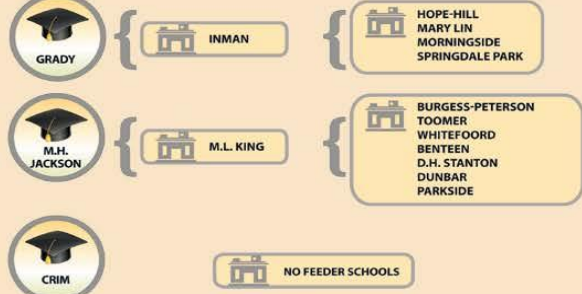 GRADY
INMAN
HOPE-HILL
MARY LIN
MORNINGSIDE
SPRINGDALE PARK
M.H.
JACKSON
M.L. KING
BURGESS-PETERSON
TOOMER
WHITEFOORD
BENTEEN
D.H. STANTON
DUNBAR
PARKSIDE
CRIM
NO FEEDER SCHOOLS